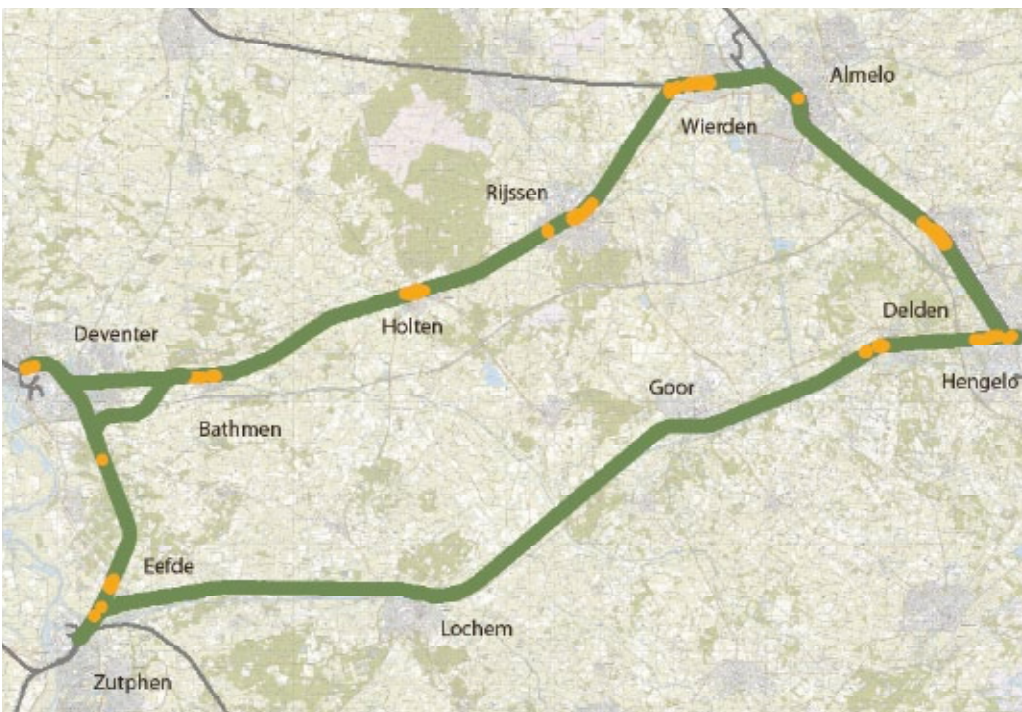 Almelo
Wierden
Rijssen
Delden
Holten
Deventer
Hengelo
Goor
Bathmen
Eefde
Lochem
Zutphen